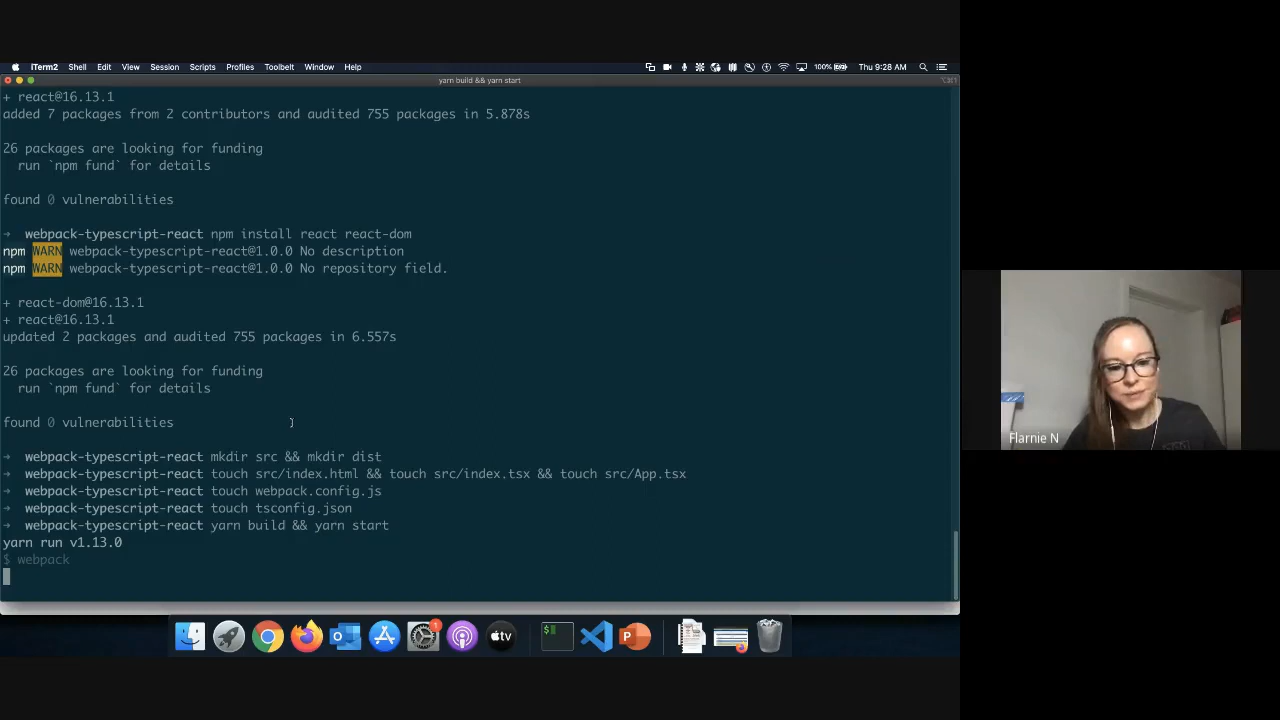 iTerm2 Shell Edit View Session Scripts Profiles Toolbelt Window Help 100% Thu 9:28 AM
yarn build && yarn start
+ react@16.13.1
added 7 packages from 2 contributors and audited 755 packages in 5.878s
26 packages are looking for funding
run `npm fund` for details
found 0 vulnerabilities
→ webpack-typescript-react npm install react react-dom
npm WARN webpack-typescript-react@1.0.0 No description
npm WARN webpack-typescript-react@1.0.0 No repository field.
+ react-dom@16.13.1
+ react@16.13.1
updated 2 packages and audited 755 packages in 6.557s
26 packages are looking for funding
run `npm fund` for details
found 0 vulnerabilities
→ webpack-typescript-react mkdir src && mkdir dist
→ webpack-typescript-react touch src/index.html && touch src/index.tsx && touch src/App.tsx
→ webpack-typescript-react touch webpack.config.js
→ webpack-typescript-react touch tsconfig.json
→ webpack-typescript-react yarn build && yarn start
yarn run v1.13.0
$ webpack
Flarnie N
1
tv
$
P